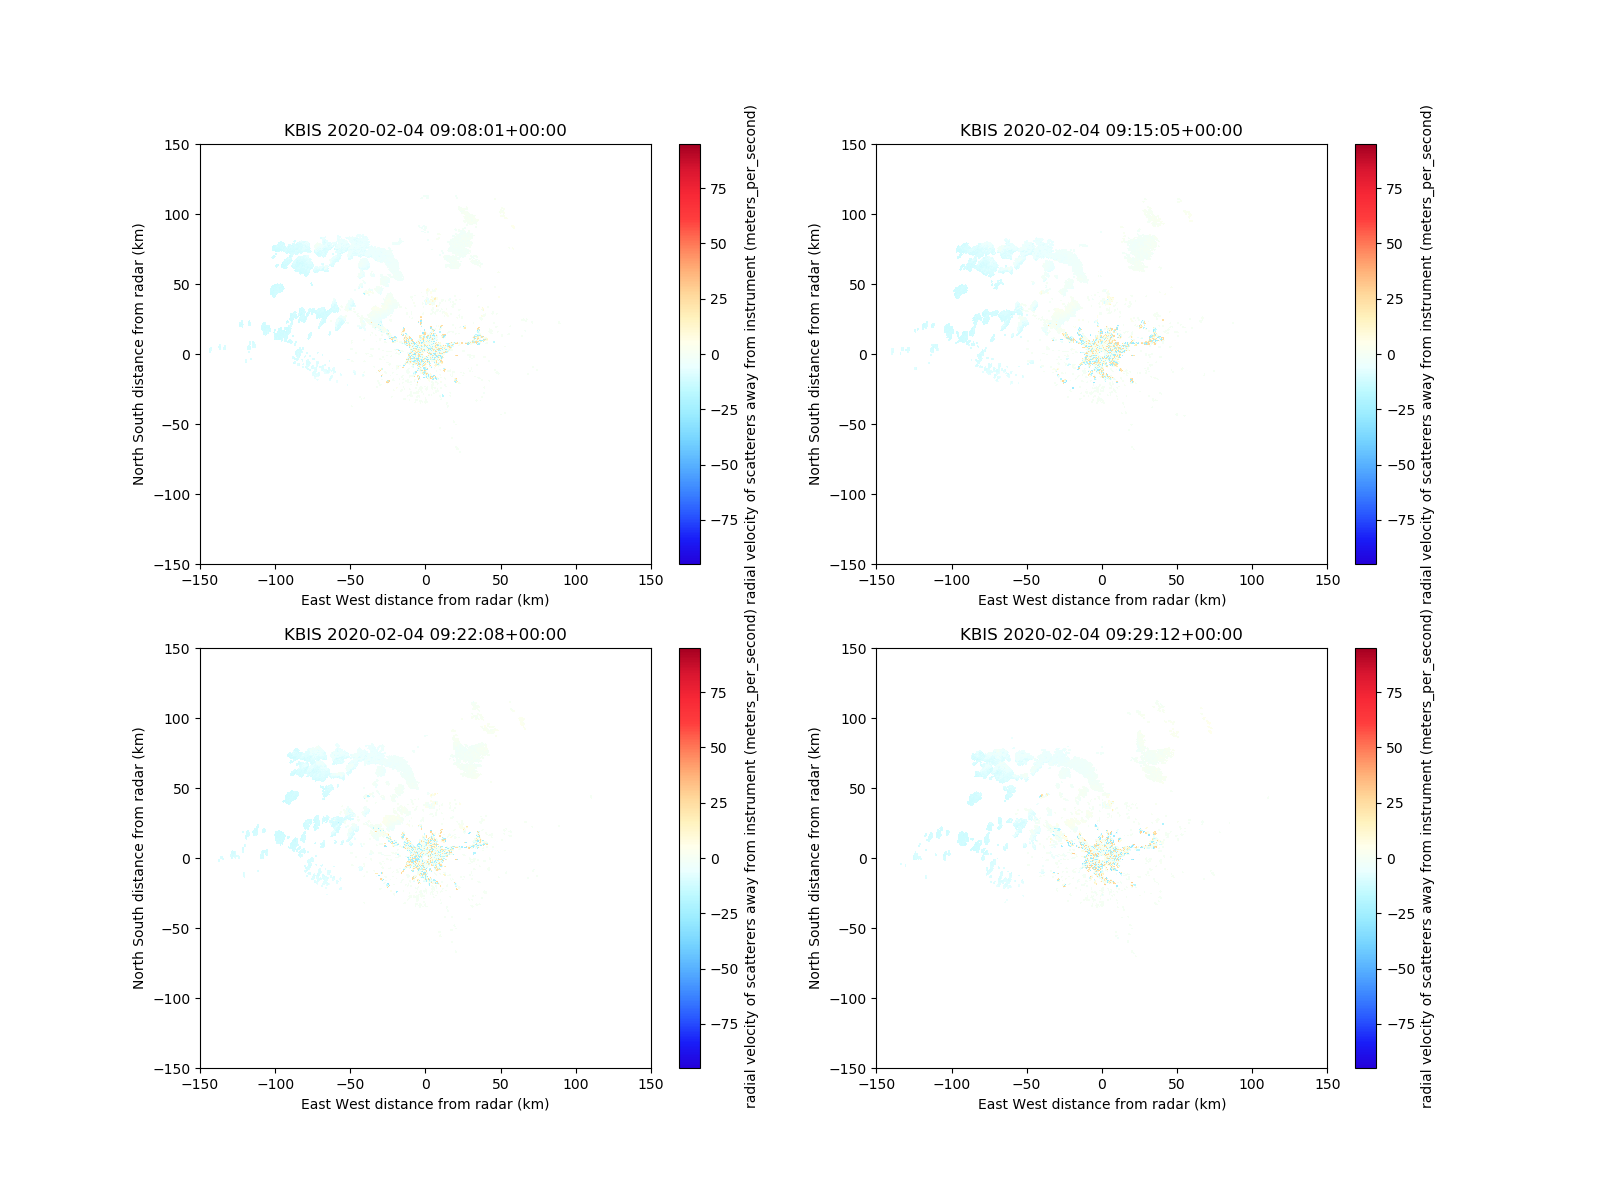 KBIS 2020-02-04 09:08:01+00:00
150
100
50
0
−50
−100
−150
−150 −100 −50 0 50 100 150
North South distance from radar (km)
East West distance from radar (km)
75
50
25
0
−25
−50
−75
radial velocity of scatterers away from instrument (meters_per_second)
KBIS 2020-02-04 09:15:05+00:00
150
100
50
0
−50
−100
−150
−150 −100 −50 0 50 100 150
North South distance from radar (km)
East West distance from radar (km)
75
50
25
0
−25
−50
−75
radial velocity of scatterers away from instrument (meters_per_second)
KBIS 2020-02-04 09:22:08+00:00
150
100
50
0
−50
−100
−150
−150 −100 −50 0 50 100 150
North South distance from radar (km)
East West distance from radar (km)
75
50
25
0
−25
−50
−75
radial velocity of scatterers away from instrument (meters_per_second)
KBIS 2020-02-04 09:29:12+00:00
150
100
50
0
−50
−100
−150
−150 −100 −50 0 50 100 150
North South distance from radar (km)
East West distance from radar (km)
75
50
25
0
−25
−50
−75
radial velocity of scatterers away from instrument (meters_per_second)